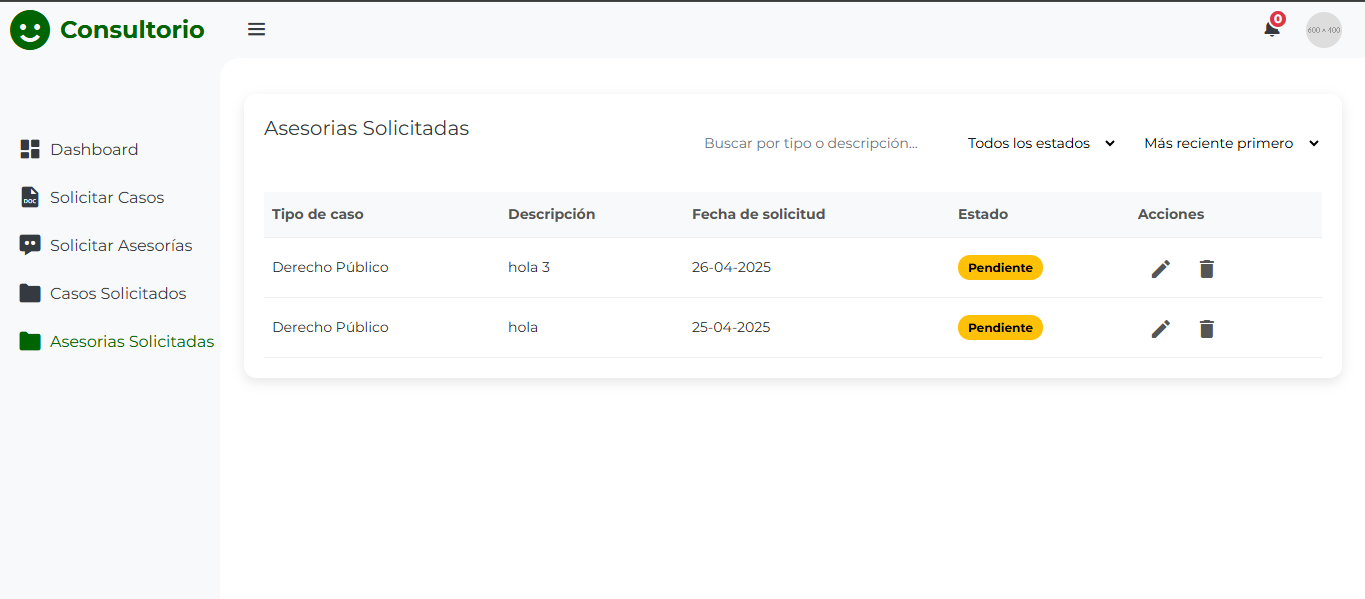 Consultorio
0
600 x 400
Dashboard
DOC
Solicitar Casos
Solicitar Asesorías
Casos Solicitados
Asesorias Solicitadas
Asesorias Solicitadas
Buscar por tipo o descripción... Todos los estados Más reciente primero
Tipo de caso Descripción Fecha de solicitud Estado Acciones
Derecho Público hola 3 26-04-2025 Pendiente
Derecho Público hola 25-04-2025 Pendiente